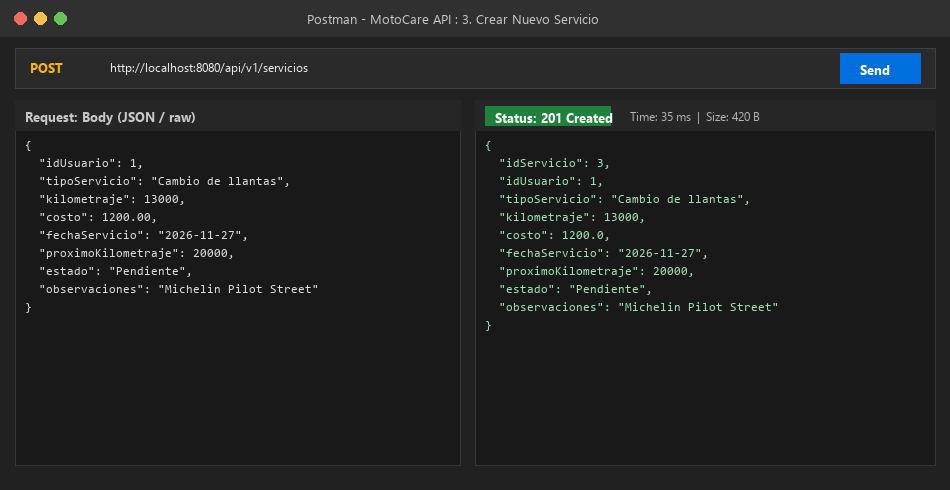 Postman - MotoCare API : 3. Crear Nuevo Servicio
POST http://localhost:8080/api/v1/servicios Send
Request: Body (JSON / raw)
{
"idUsuario": 1,
"tipoServicio": "Cambio de llantas",
"kilometraje": 13000,
"costo": 1200.00,
"fechaServicio": "2026-11-27",
"proximoKilometraje": 20000,
"estado": "Pendiente",
"observaciones": "Michelin Pilot Street"
}
Status: 201 Created Time: 35 ms | Size: 420 B
{
"idServicio": 3,
"idUsuario": 1,
"tipoServicio": "Cambio de llantas",
"kilometraje": 13000,
"costo": 1200.0,
"fechaServicio": "2026-11-27",
"proximoKilometraje": 20000,
"estado": "Pendiente",
"observaciones": "Michelin Pilot Street"
}